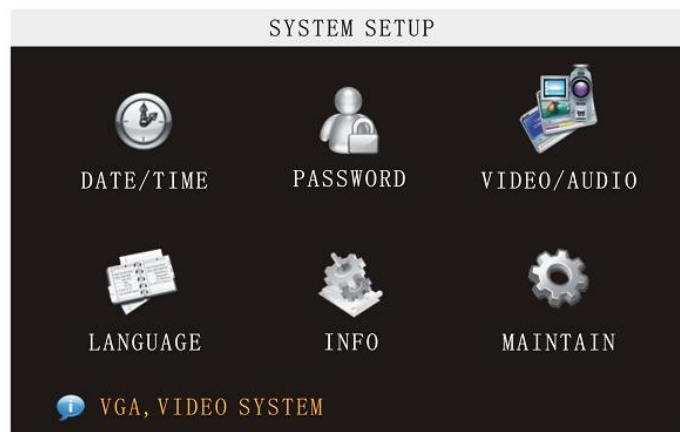 SYSTEM SETUP
DATE/TIME
PASSWORD
VIDEO/AUDIO
LANGUAGE
INFO
MAINTAIN
VGA, VIDEO SYSTEM